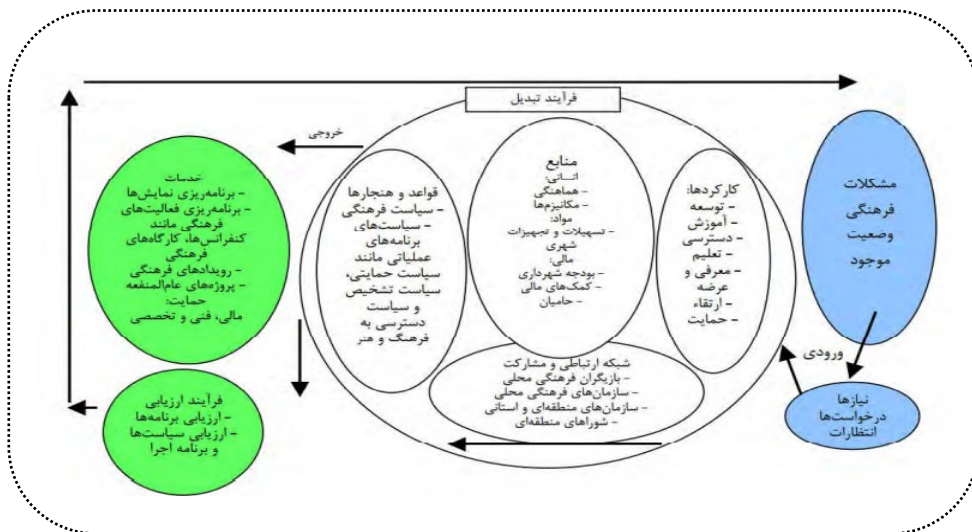 فرآیند تبدیل
مشکلات
فرهنگی
وضعیت
موجود
ورودی
نیازها
درخواست‌ها
انتظارات
کارکردها:
- توسعه
- آموزش
- دسترسی
- تعلیم
- معرفی و
عرضه
- ارتقاء
- حمایت
منابع
انسانی:
- هماهنگی
- مکانیزم‌ها
مواد:
- تسهیلات و تجهیزات
شهری
مالی:
- بودجه شهرداری
- کمک‌های مالی
- حامیان
قواعد و هنجارها
- سیاست فرهنگی
- سیاست‌های
برنامه‌های
عملیاتی مانند
سیاست حمایتی،
سیاست تشخیص
و سیاست
دسترسی به
فرهنگ و هنر
شبکه ارتباطی و مشارکت
- بازیگران فرهنگی محلی
- سازمان‌های فرهنگی محلی
- سازمان‌های منطقه‌ای و استانی
- شوراهای منطقه‌ای
خروجی
خدمات
- برنامه‌ریزی نمایش‌ها
- برنامه‌ریزی فعالیت‌های
فرهنگی مانند
کنفرانس‌ها، کارگاه‌های
فرهنگی
- رویدادهای فرهنگی
- پروژه‌های عام‌المنفعه
حمایت:
مالی، فنی و تخصصی
فرآیند ارزیابی
- ارزیابی برنامه‌ها
- ارزیابی سیاست‌ها
و برنامه اجرا